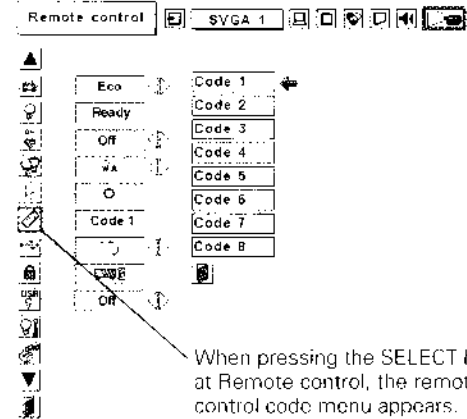 Remote control
SVGA 1
Eco
Code 1
Ready
Code 2
Off
Code 3
Code 4
Code 5
Code 6
Code 1
Code 7
Code 8
Off
When pressing the SELECT
at Remote control, the remot
control code menu appears.